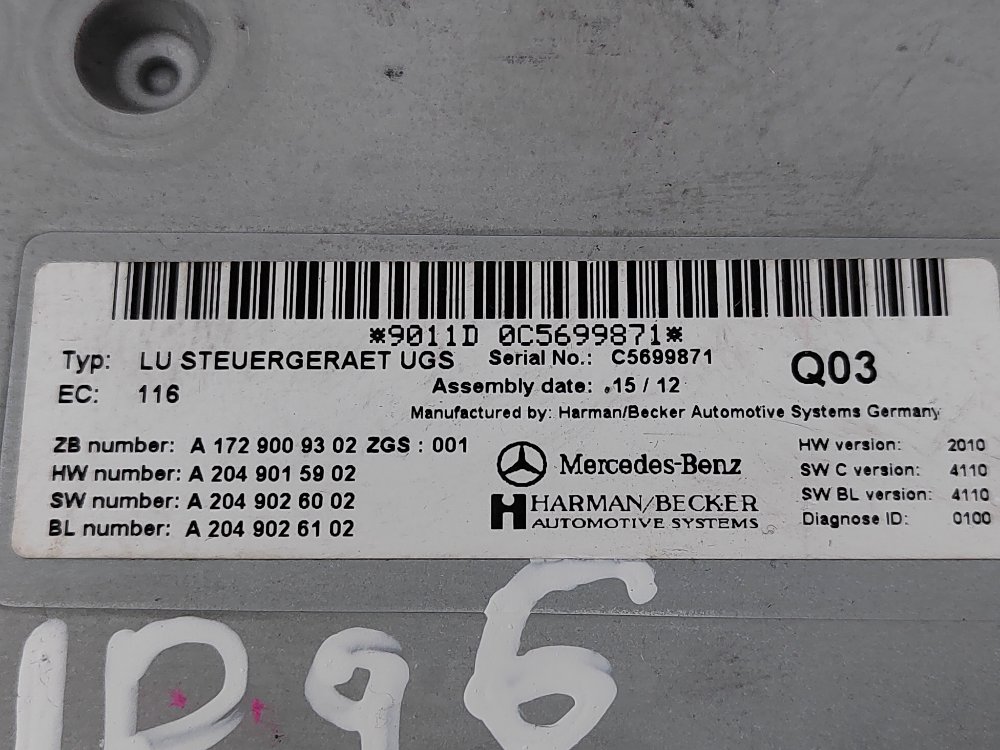 *9011D 0C5699871*
Typ: LU STEUERGERAET UGS Serial No.: C5699871
Q03
EC: 116 Assembly date: .15 / 12
Manufactured by: Harman/Becker Automotive Systems Germany
ZB number: A 172 900 93 02 ZGS : 001
HW number: A 204 901 59 02
SW number: A 204 902 60 02
BL number: A 204 902 61 02
Mercedes-Benz
HARMAN/BECKER
AUTOMOTIVE SYSTEMS
HW version: 2010
SW C version: 4110
SW BL version: 4110
Diagnose ID: 0100
1D96